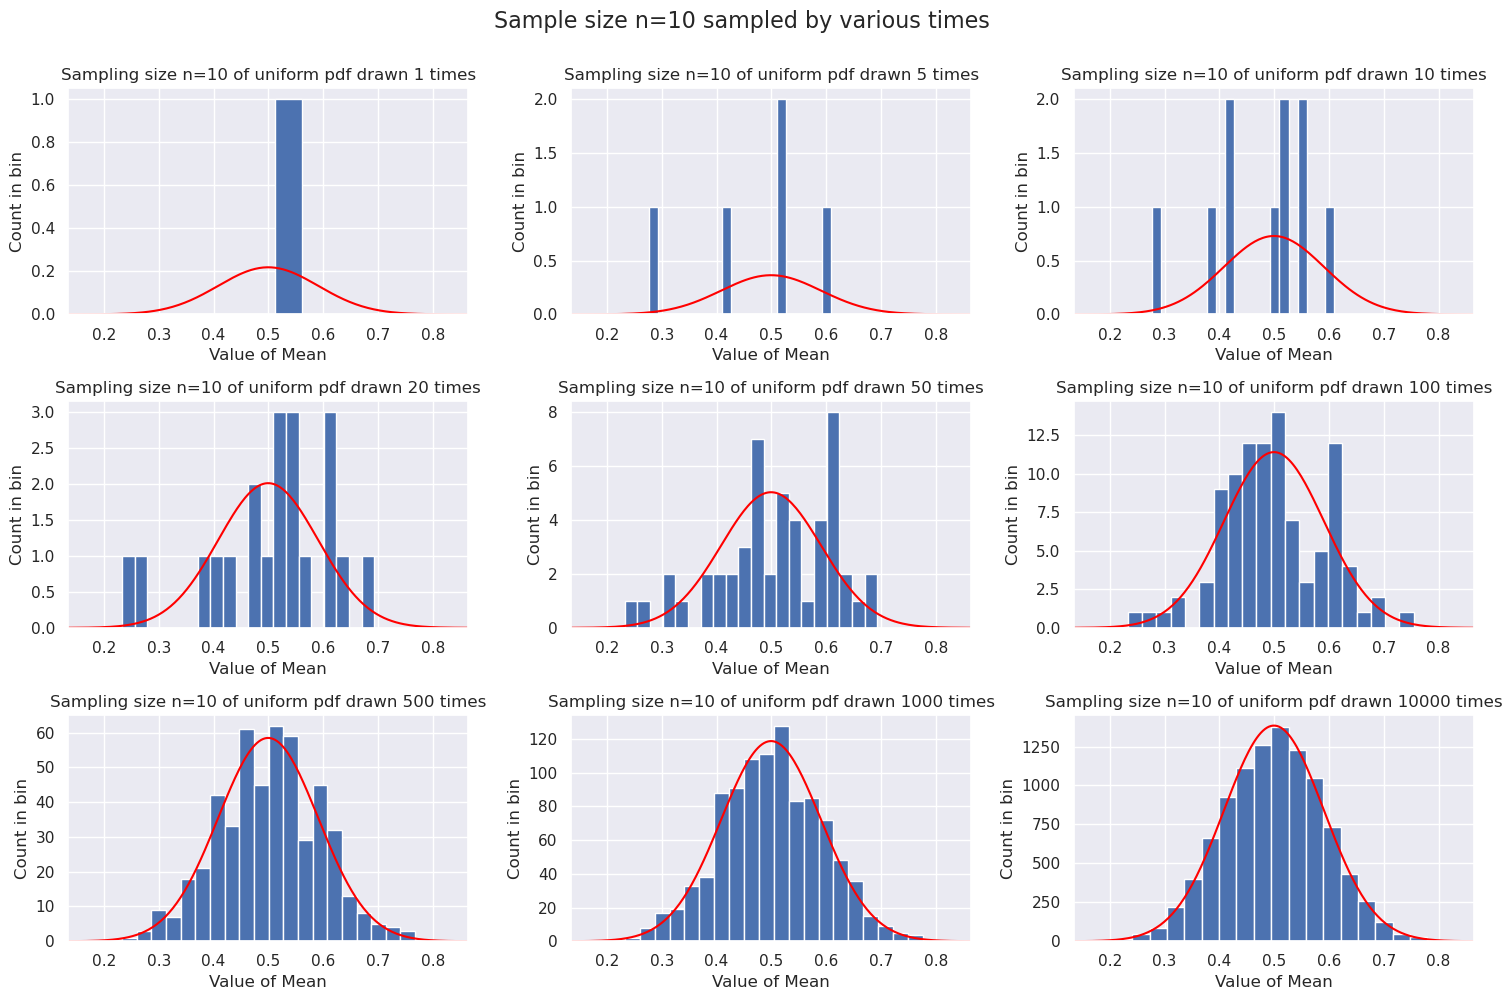 Sample size n=10 sampled by various times
Sampling size n=10 of uniform pdf drawn 1 times
Count in bin
1.0
0.8
0.6
0.4
0.2
0.0
0.2 0.3 0.4 0.5 0.6 0.7 0.8
Value of Mean
Sampling size n=10 of uniform pdf drawn 5 times
Count in bin
2.0
1.5
1.0
0.5
0.0
0.2 0.3 0.4 0.5 0.6 0.7 0.8
Value of Mean
Sampling size n=10 of uniform pdf drawn 10 times
Count in bin
2.0
1.5
1.0
0.5
0.0
0.2 0.3 0.4 0.5 0.6 0.7 0.8
Value of Mean
Sampling size n=10 of uniform pdf drawn 20 times
Count in bin
3.0
2.5
2.0
1.5
1.0
0.5
0.0
0.2 0.3 0.4 0.5 0.6 0.7 0.8
Value of Mean
Sampling size n=10 of uniform pdf drawn 50 times
Count in bin
8
6
4
2
0
0.2 0.3 0.4 0.5 0.6 0.7 0.8
Value of Mean
Sampling size n=10 of uniform pdf drawn 100 times
Count in bin
12.5
10.0
7.5
5.0
2.5
0.0
0.2 0.3 0.4 0.5 0.6 0.7 0.8
Value of Mean
Sampling size n=10 of uniform pdf drawn 500 times
Count in bin
60
50
40
30
20
10
0
0.2 0.3 0.4 0.5 0.6 0.7 0.8
Value of Mean
Sampling size n=10 of uniform pdf drawn 1000 times
Count in bin
120
100
80
60
40
20
0
0.2 0.3 0.4 0.5 0.6 0.7 0.8
Value of Mean
Sampling size n=10 of uniform pdf drawn 10000 times
Count in bin
1250
1000
750
500
250
0
0.2 0.3 0.4 0.5 0.6 0.7 0.8
Value of Mean